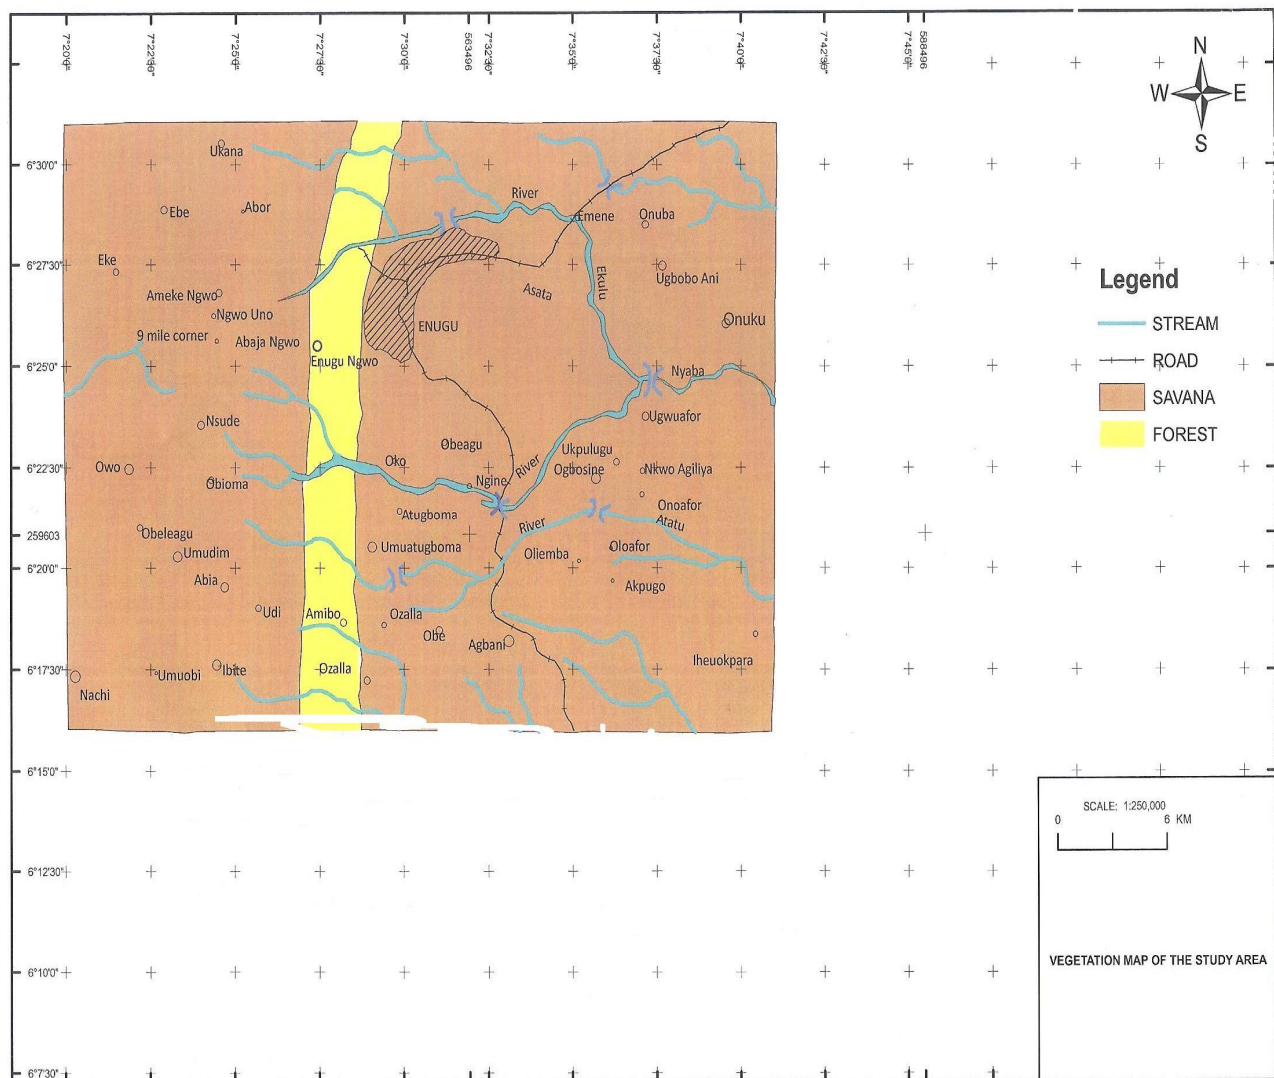 7°20'0"
7°22'30"
7°25'0"
7°27'30"
7°30'0"
563496
7°32'30"
7°35'0"
7°37'30"
7°40'0"
7°42'30"
7°45'0"
588496
N
W
E
S
6°30'0"
6°27'30"
6°25'0"
6°22'30"
259603
6°20'0"
6°17'30"
6°15'0"
6°12'30"
6°10'0"
6°7'30"
Ukana
Ebe
Abor
River
Emene
Onuba
Eke
Ugbobo Ani
Ekulu
Asata
Ameke Ngwo
Ngwo Uno
ENUGU
Onuku
9 mile corner
Abaja Ngwo
Enugu Ngwo
Nyaba
Nsude
Ugwuafor
Obeagu
Ukpulugu
Owo
Oko
River
Ogbosine
Nkwo Agiliya
Obioma
Ngine
Onoafor
Atugboma
River
Atatu
Obeleagu
Umudim
Umuatugboma
Oliemba
Oloafor
Abia
Akpugo
Udi
Amibo
Ozalla
Obe
Agbani
Iheuokpara
Umuobi
Ibite
Ozalla
Nachi
Legend
STREAM
ROAD
SAVANA
FOREST
SCALE: 1:250,000
0 6 KM
VEGETATION MAP OF THE STUDY AREA